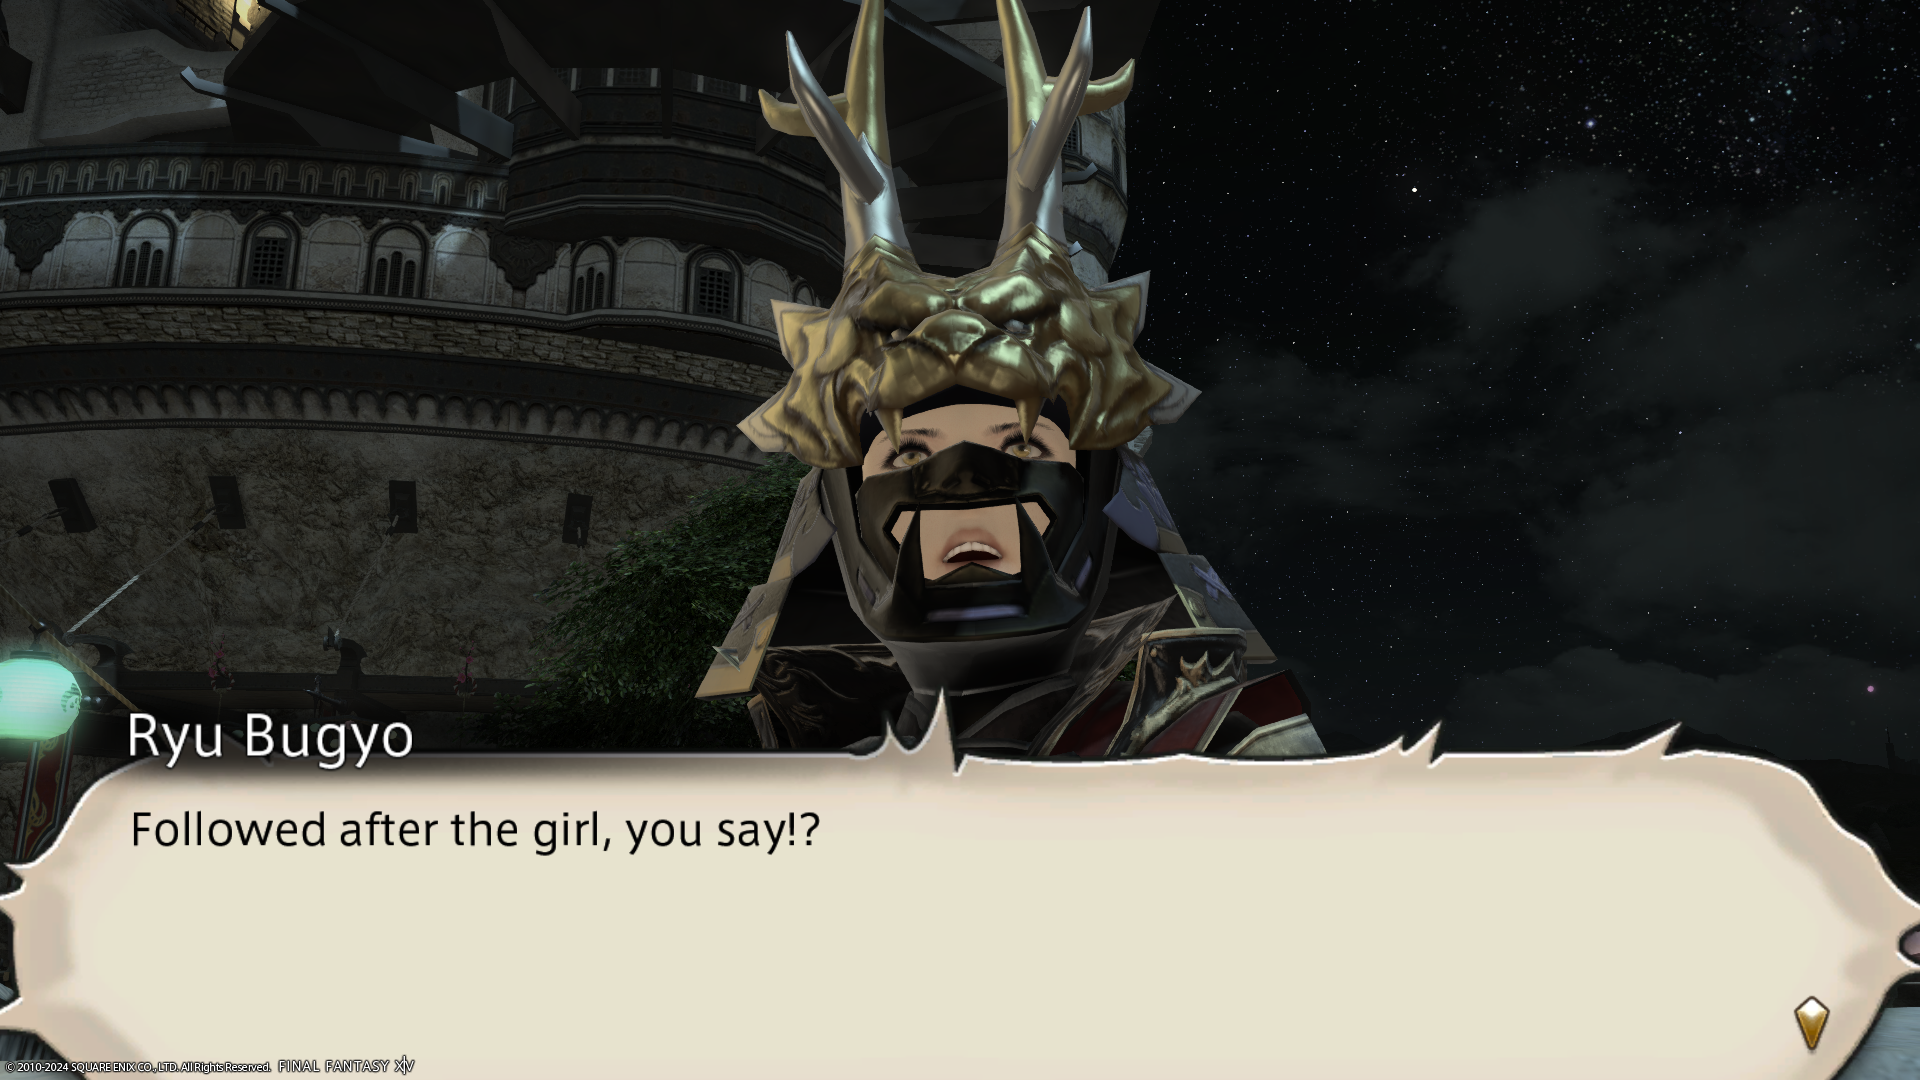 Ryu Bugyo
Followed after the girl, you say!?
© 2010-2024 SQUARE ENIX CO., LTD. All Rights Reserved. FINAL FANTASY XIV